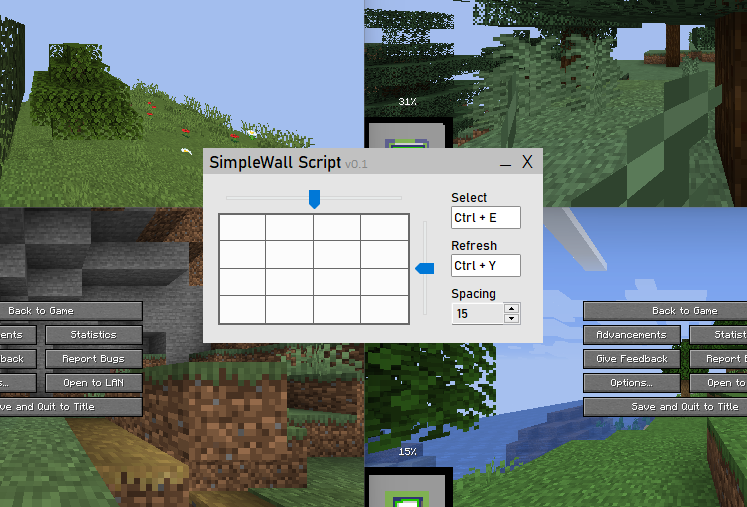 31%
SimpleWall Script v0.1
X
Select
Ctrl + E
Refresh
Ctrl + Y
Spacing
15
Back to Game
ents
Statistics
back
Report Bugs
s...
Open to LAN
ve and Quit to Title
Back to Game
Advancements
Statist
Give Feedback
Report B
Options...
Open to
Save and Quit to Title
15%